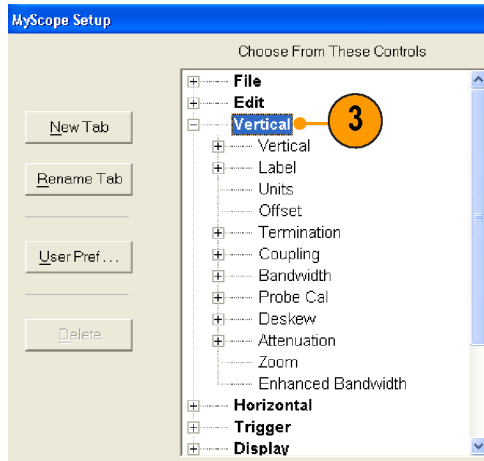 MyScope Setup
Choose From These Controls
File
Edit
Vertical
3
Vertical
Label
Units
Offset
Termination
Coupling
Bandwidth
Probe Cal
Deskew
Attenuation
Zoom
Enhanced Bandwidth
Horizontal
Trigger
Display
New Tab
Rename Tab
User Pref...
Delete